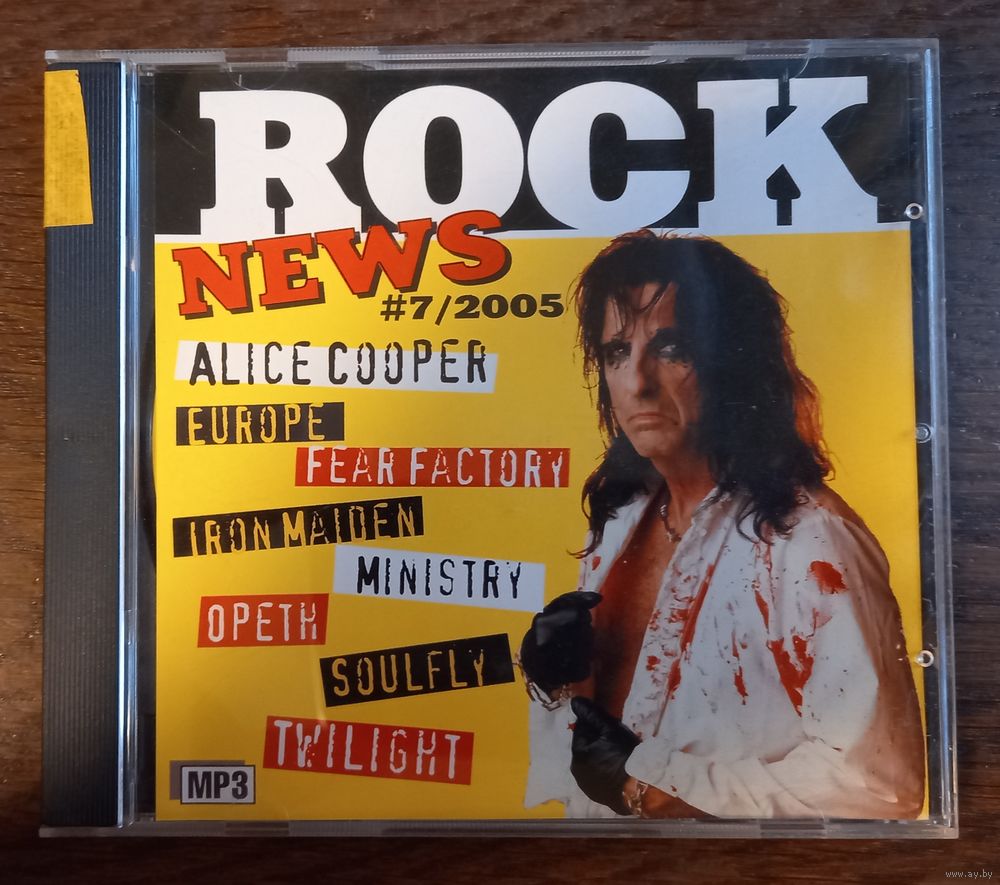 ROCK
NEWS
#7/2005
ALICE COOPER
EUROPE
FEAR FACTORY
IRON MAIDEN
MINISTRY
OPETH
SOULFLY
TWILIGHT
MP3
www.ay.by